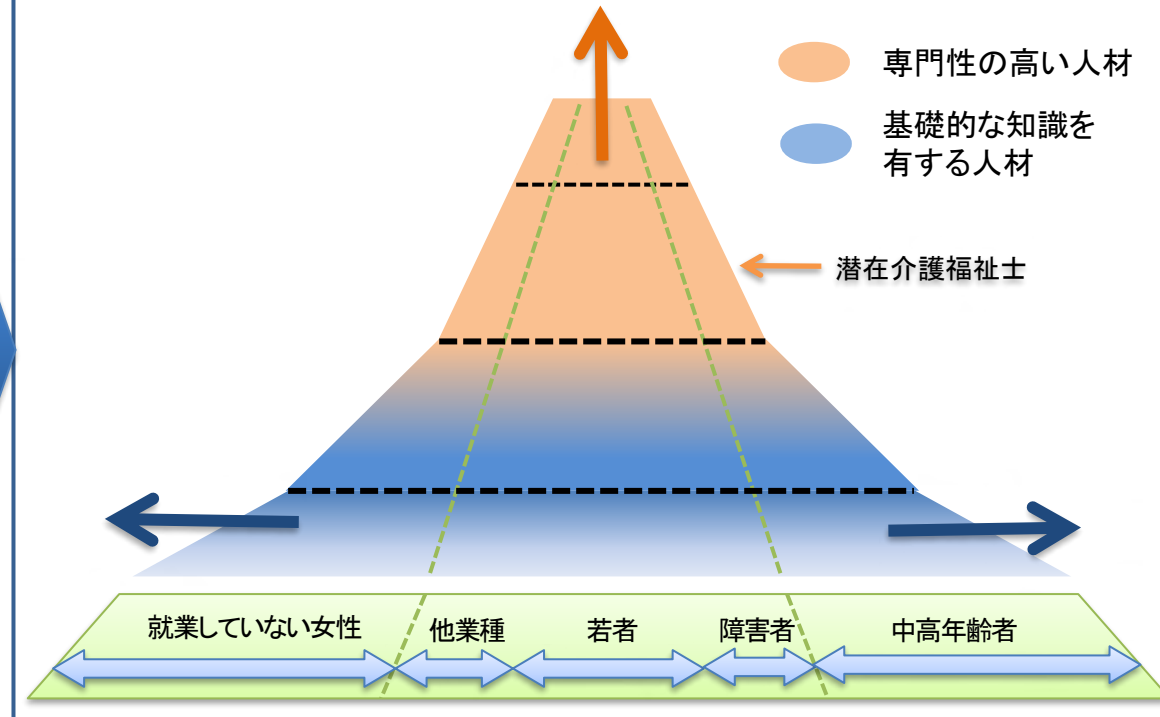 専門性の高い人材
基礎的な知識を
有する人材
潜在介護福祉士
就業していない女性
他業種
若者
障害者
中高年齢者